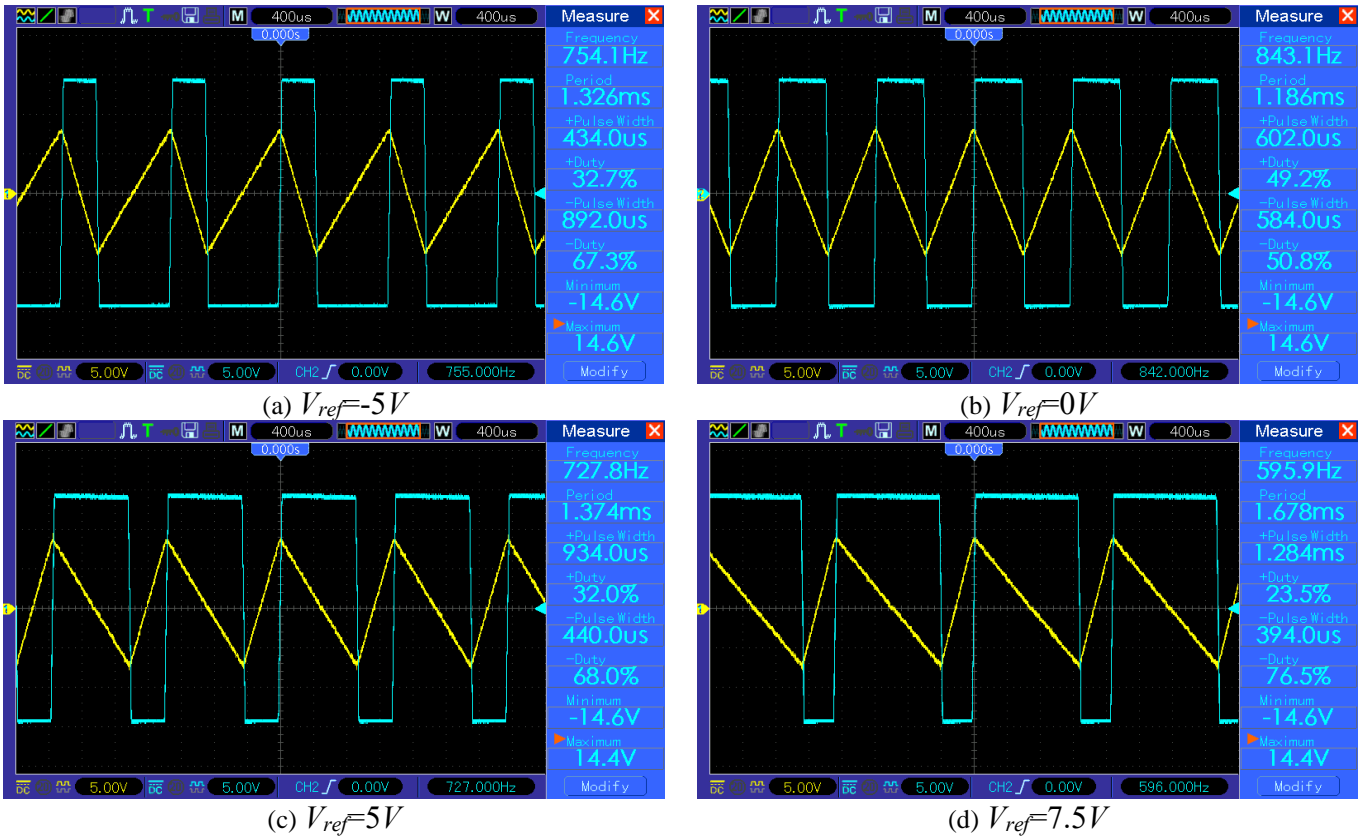 M 400us W 400us Measure
0.000s
Frequency
754.1Hz
Period
1.326ms
+Pulse Width
434.0us
+Duty
32.7%
-Pulse Width
892.0us
-Duty
67.3%
Minimum
-14.6V
Maximum
14.6V
1
DC 5.00V DC 5.00V CH2 0.00V 755.000Hz Modify
(a) Vref=-5V
T M 400us W 400us Measure
0.000s
Frequency
843.1Hz
Period
1.186ms
+Pulse Width
602.0us
+Duty
49.2%
-Pulse Width
584.0us
-Duty
50.8%
Minimum
-14.6V
Maximum
14.6V
DC 5.00V DC 5.00V CH2 0.00V 842.000Hz Modify
(b) Vref=0V
T M 400us W 400us Measure
0.000s
Frequency
727.8Hz
Period
1.374ms
+Pulse Width
934.0us
+Duty
32.0%
-Pulse Width
440.0us
-Duty
68.0%
Minimum
-14.6V
Maximum
14.4V
1
DC 5.00V DC 5.00V CH2 0.00V 727.000Hz Modify
(c) Vref=5V
T M 400us W 400us Measure
0.000s
Frequency
595.9Hz
Period
1.678ms
+Pulse Width
1.284ms
+Duty
23.5%
-Pulse Width
394.0us
-Duty
76.5%
Minimum
-14.6V
Maximum
14.4V
1
DC 5.00V DC 5.00V CH2 0.00V 596.000Hz Modify
(d) Vref=7.5V